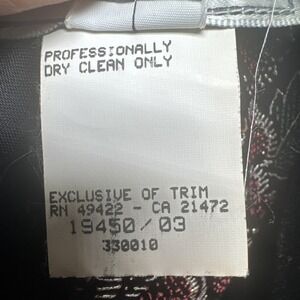 PROFESSIONALLY
DRY CLEAN ONLY
EXCLUSIVE OF TRIM
RN 49422 - CA 21472
19450 / 03
330010